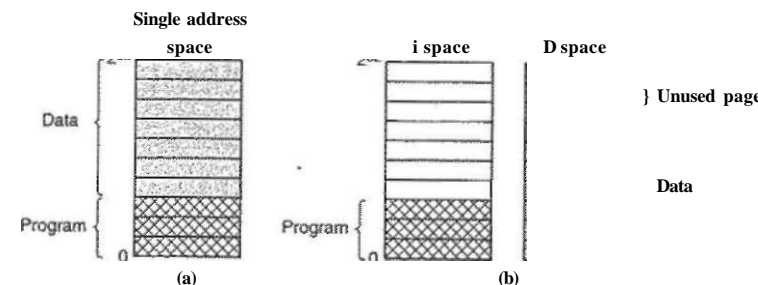 Single address
space
i space
D space
Data
} Unused page
Data
Program
Program
0
0
(a)
(b)